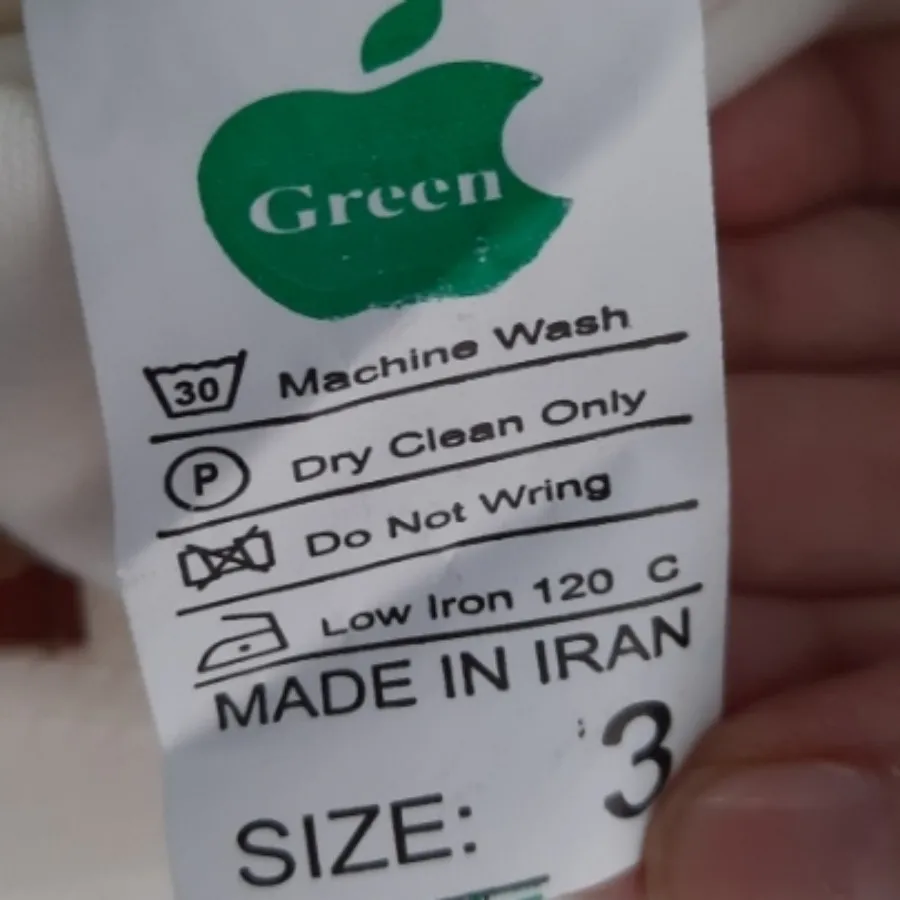 Green
30 Machine Wash
P Dry Clean Only
Do Not Wring
Low Iron 120 C
MADE IN IRAN
SIZE: 3